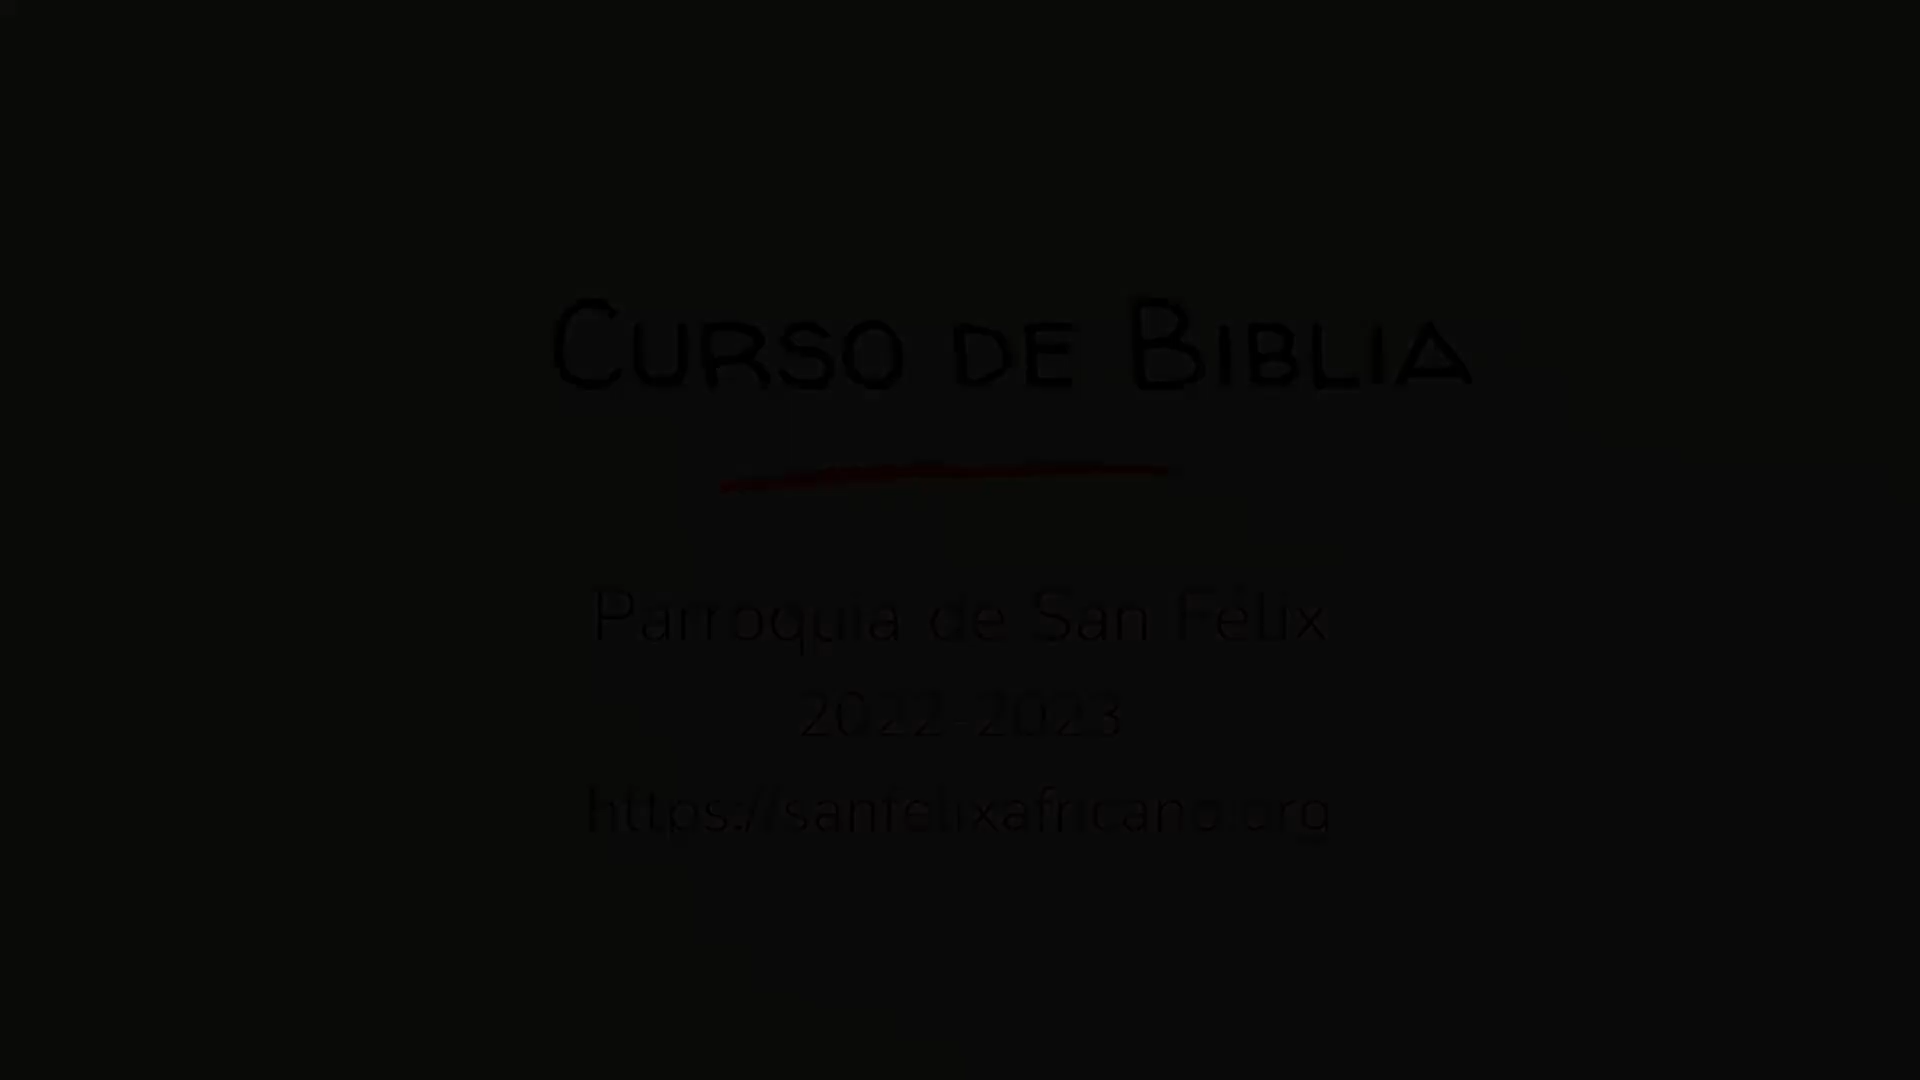 Curso de Biblia
Parroquia de San Félix
2022-2023
https://sanfelixafricano.org